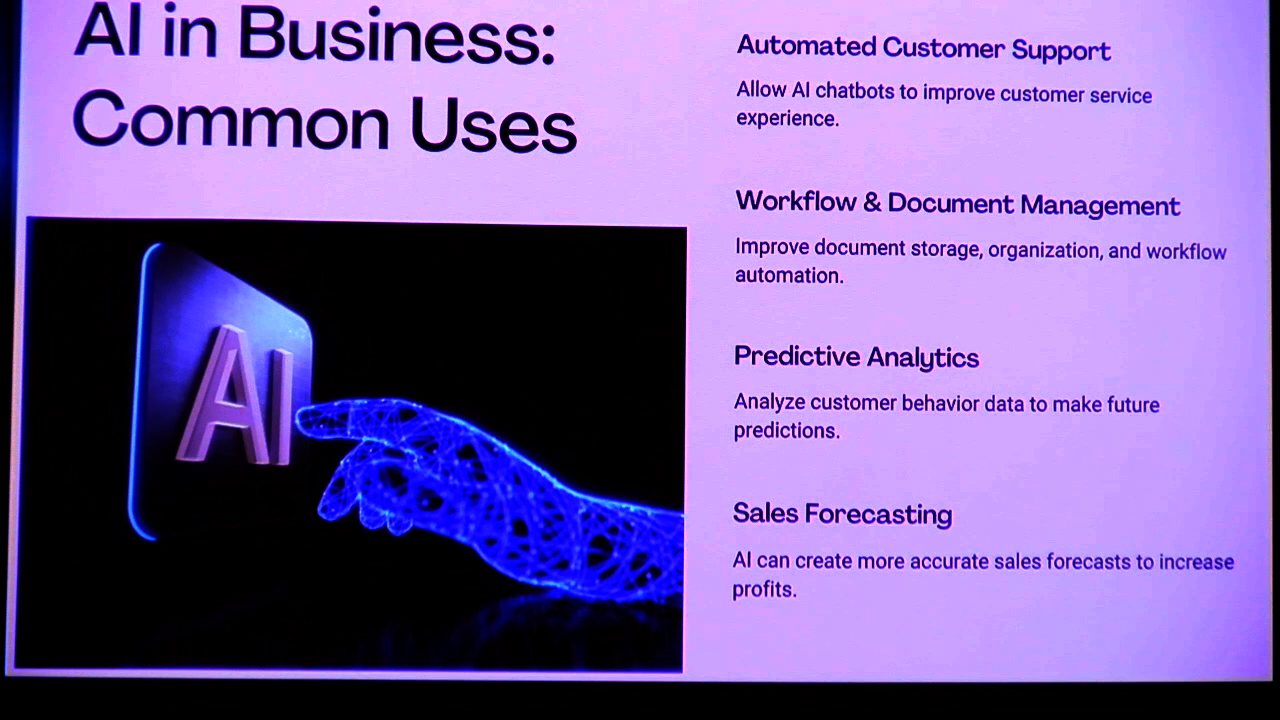 AI in Business:
Common Uses
AI
Automated Customer Support
Allow AI chatbots to improve customer service
experience.
Workflow & Document Management
Improve document storage, organization, and workflow
automation.
Predictive Analytics
Analyze customer behavior data to make future
predictions.
Sales Forecasting
AI can create more accurate sales forecasts to increase
profits.